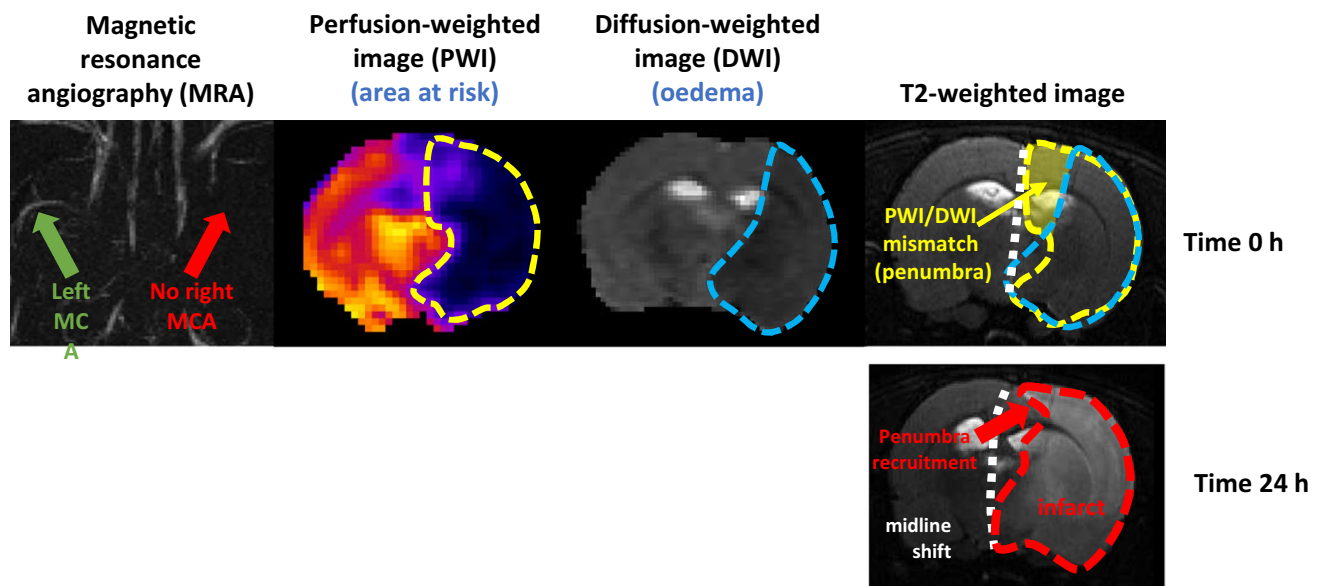 Magnetic
resonance
angiography (MRA)
Perfusion-weighted
image (PWI)
(area at risk)
Diffusion-weighted
image (DWI)
(oedema)
T2-weighted image
Left
MC
A
No right
MCA
PWI/DWI
mismatch
(penumbra)
Time 0 h
Penumbra
recruitment
infarct
midline
shift
Time 24 h